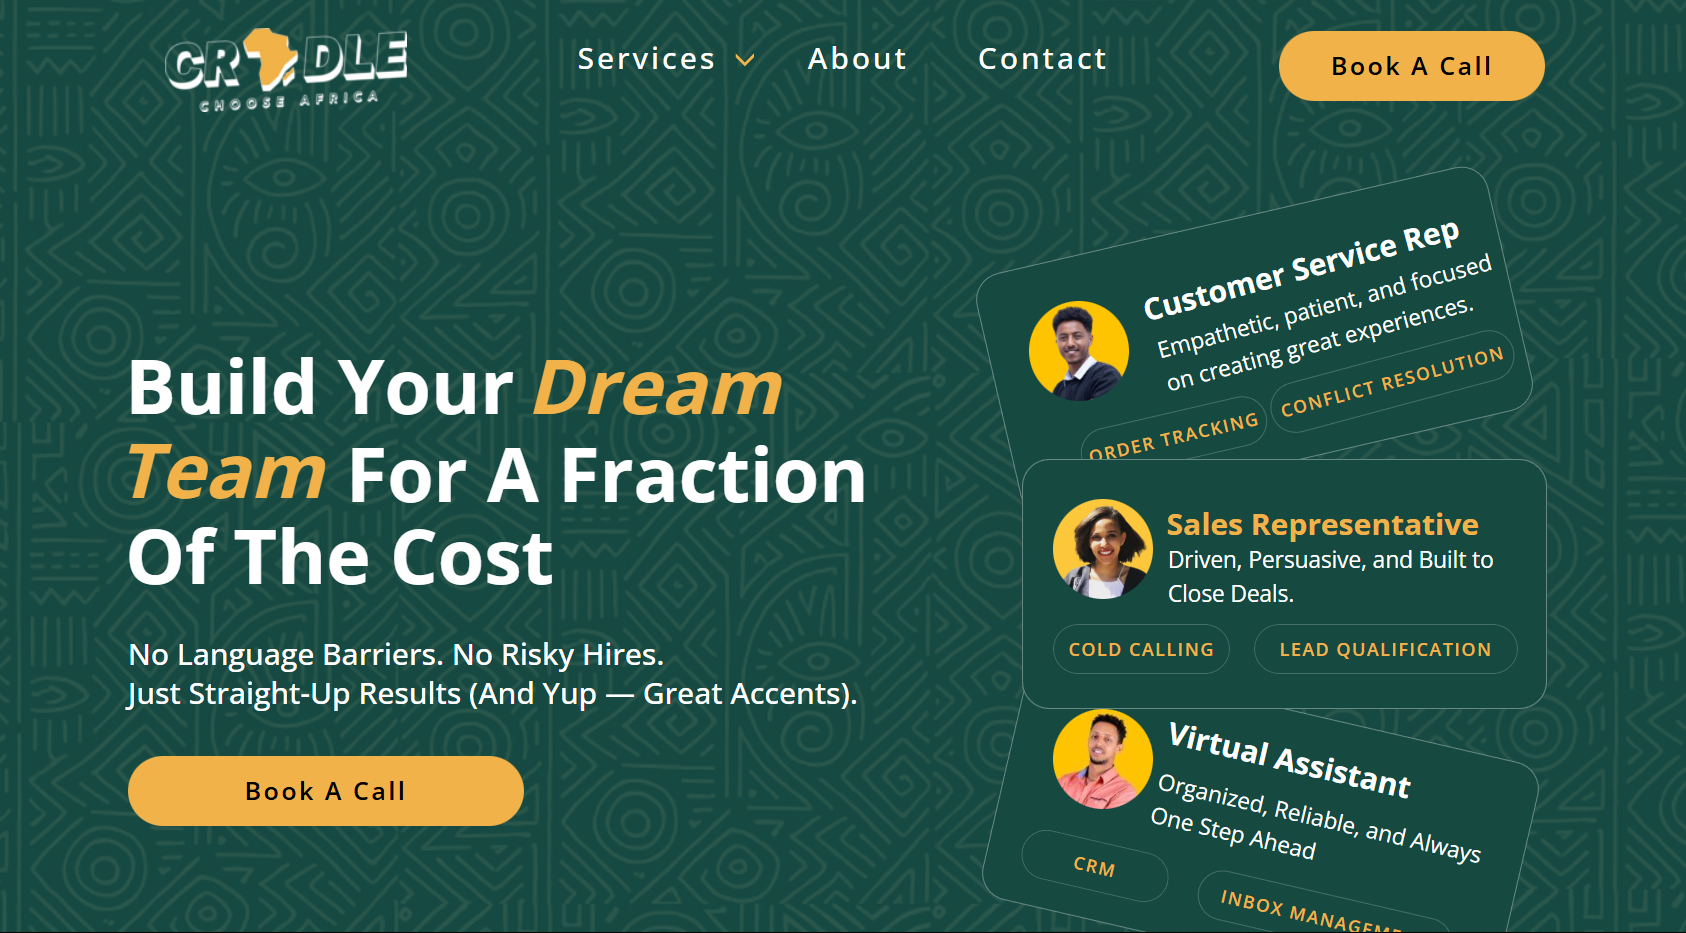 CRADLE
CHOOSE AFRICA
Services
About
Contact
Book A Call
Build Your Dream
Team For A Fraction
Of The Cost
No Language Barriers. No Risky Hires.
Just Straight-Up Results (And Yup — Great Accents).
Book A Call
Customer Service Rep
Empathetic, patient, and focused
on creating great experiences.
ORDER TRACKING
CONFLICT RESOLUTION
Sales Representative
Driven, Persuasive, and Built to
Close Deals.
COLD CALLING
LEAD QUALIFICATION
Virtual Assistant
Organized, Reliable, and Always
One Step Ahead
CRM
INBOX MANAGEME